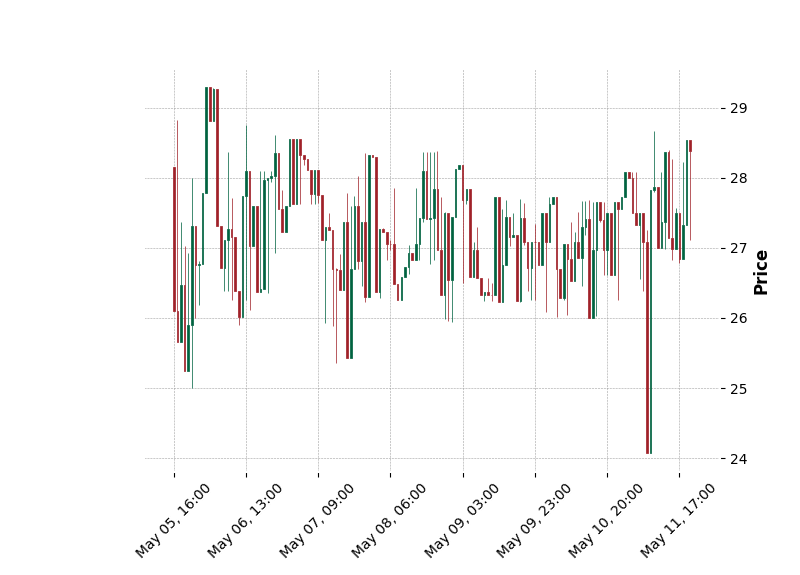 29
28
27
26
25
24
Price
May 05, 16:00
May 06, 13:00
May 07, 09:00
May 08, 06:00
May 09, 03:00
May 09, 23:00
May 10, 20:00
May 11, 17:00